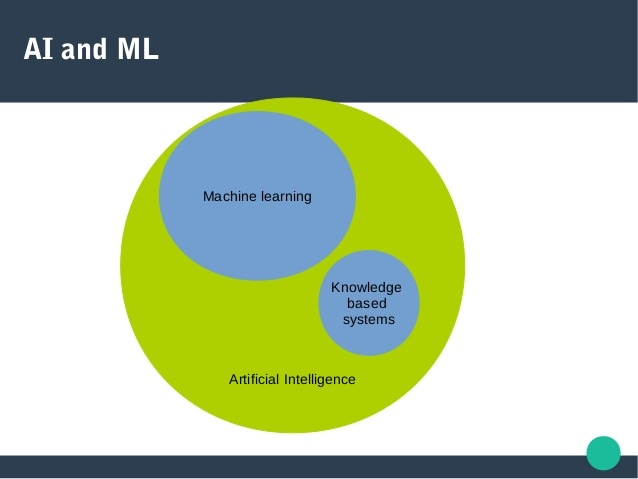 AI and ML
Machine learning
Knowledge
based
systems
Artificial Intelligence